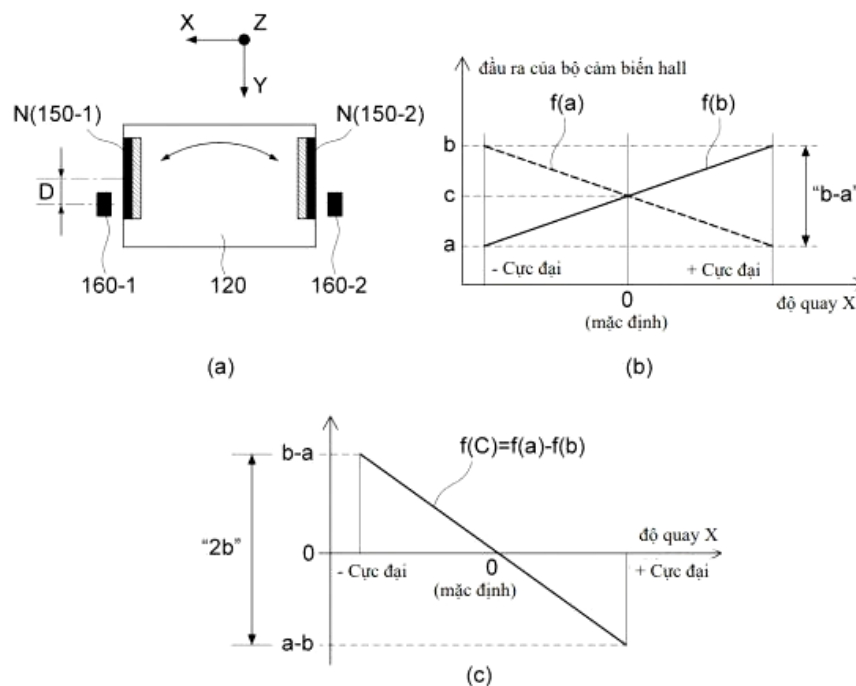 X
Z
Y
N(150-1)
N(150-2)
D
160-1
120
160-2
(a)
đầu ra của bộ cảm biến hall
f(a)
f(b)
b
c
a
"b-a"
- Cực đại
+ Cực đại
0
(mặc định)
độ quay X
(b)
b-a
f(C)=f(a)-f(b)
"2b"
độ quay X
0
- Cực đại
0
+ Cực đại
(mặc định)
a-b
(c)